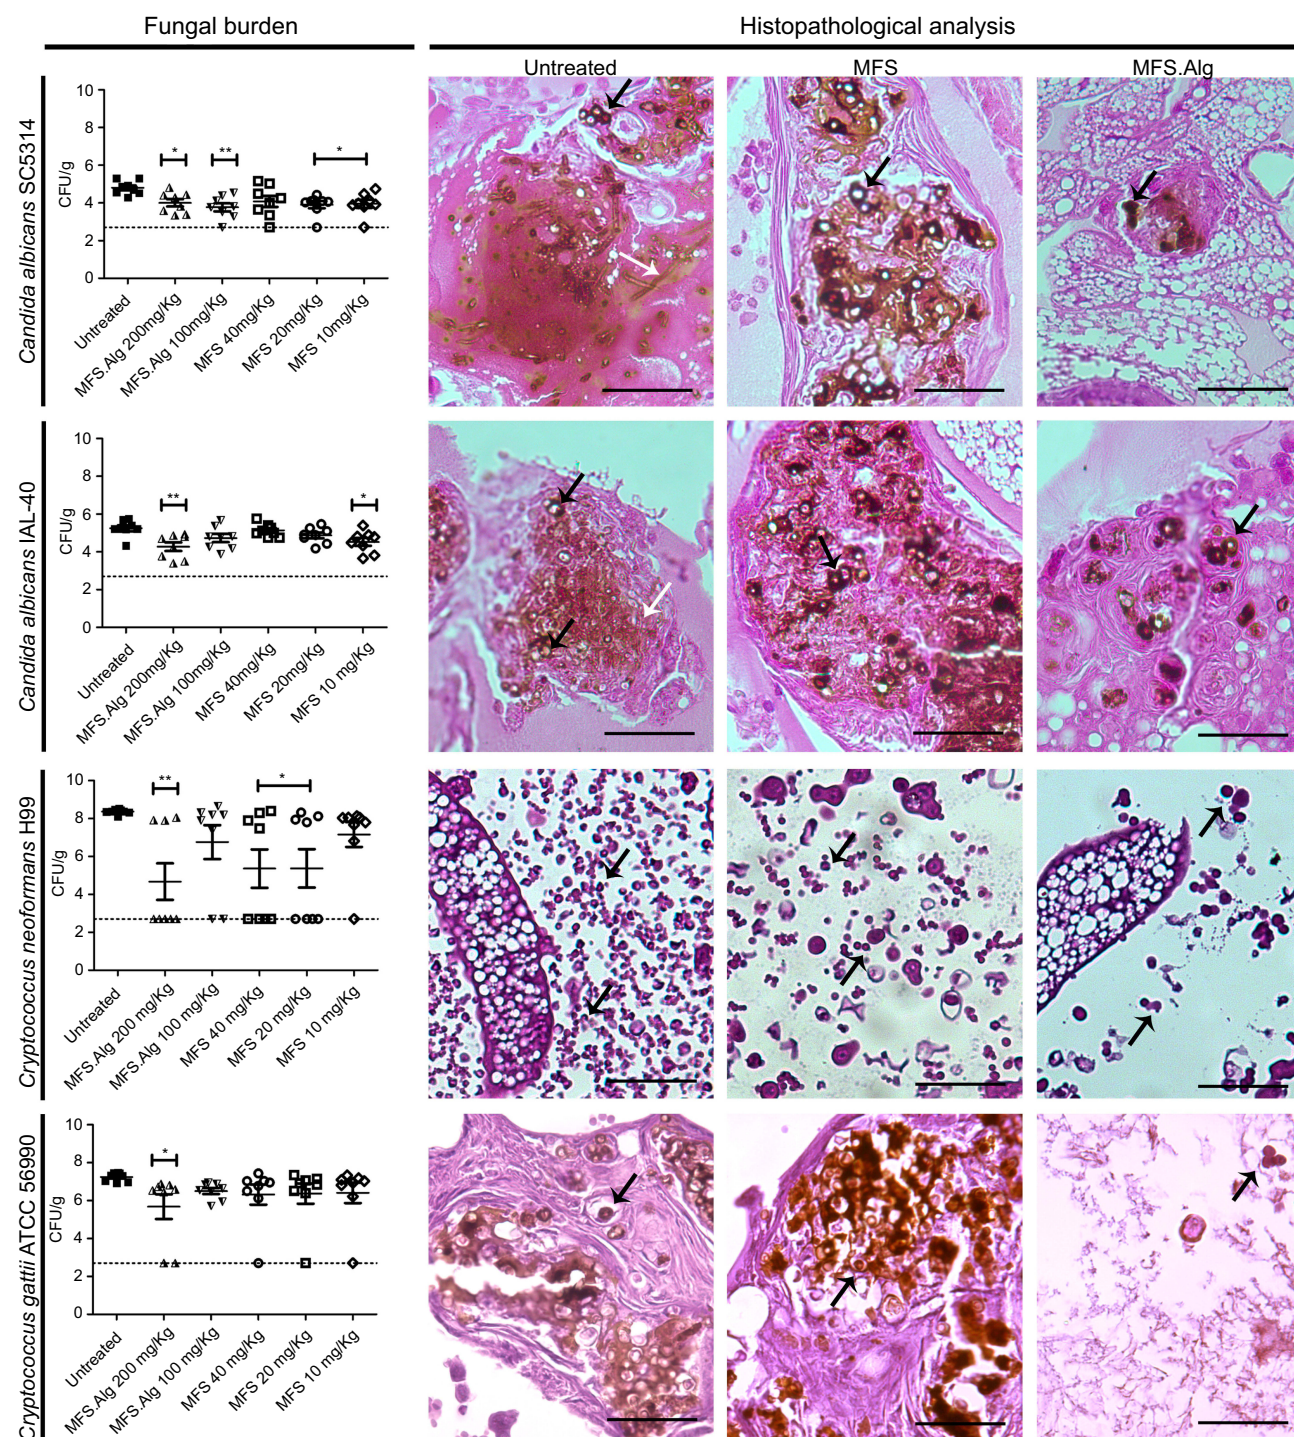 Fungal burden
Histopathological analysis
Untreated
MFS
MFS.Alg
Candida albicans SC5314
CFU/g
10
8
6
4
2
0
*
**
*
Untreated
MFS.Alg 200mg/Kg
MFS.Alg 100mg/Kg
MFS 40mg/Kg
MFS 20mg/Kg
MFS 10mg/Kg
Candida albicans IAL-40
CFU/g
10
8
6
4
2
0
**
*
Untreated
MFS.Alg 200mg/Kg
MFS.Alg 100mg/Kg
MFS 40mg/Kg
MFS 20mg/Kg
MFS 10 mg/Kg
Cryptococcus neoformans H99
CFU/g
10
8
6
4
2
0
**
*
Untreated
MFS.Alg 200 mg/Kg
MFS.Alg 100 mg/Kg
MFS 40 mg/Kg
MFS 20 mg/Kg
MFS 10 mg/Kg
Cryptococcus gattii ATCC 56990
CFU/g
10
8
6
4
2
0
*
Untreated
MFS.Alg 200 mg/Kg
MFS.Alg 100 mg/Kg
MFS 40 mg/Kg
MFS 20 mg/Kg
MFS 10 mg/Kg